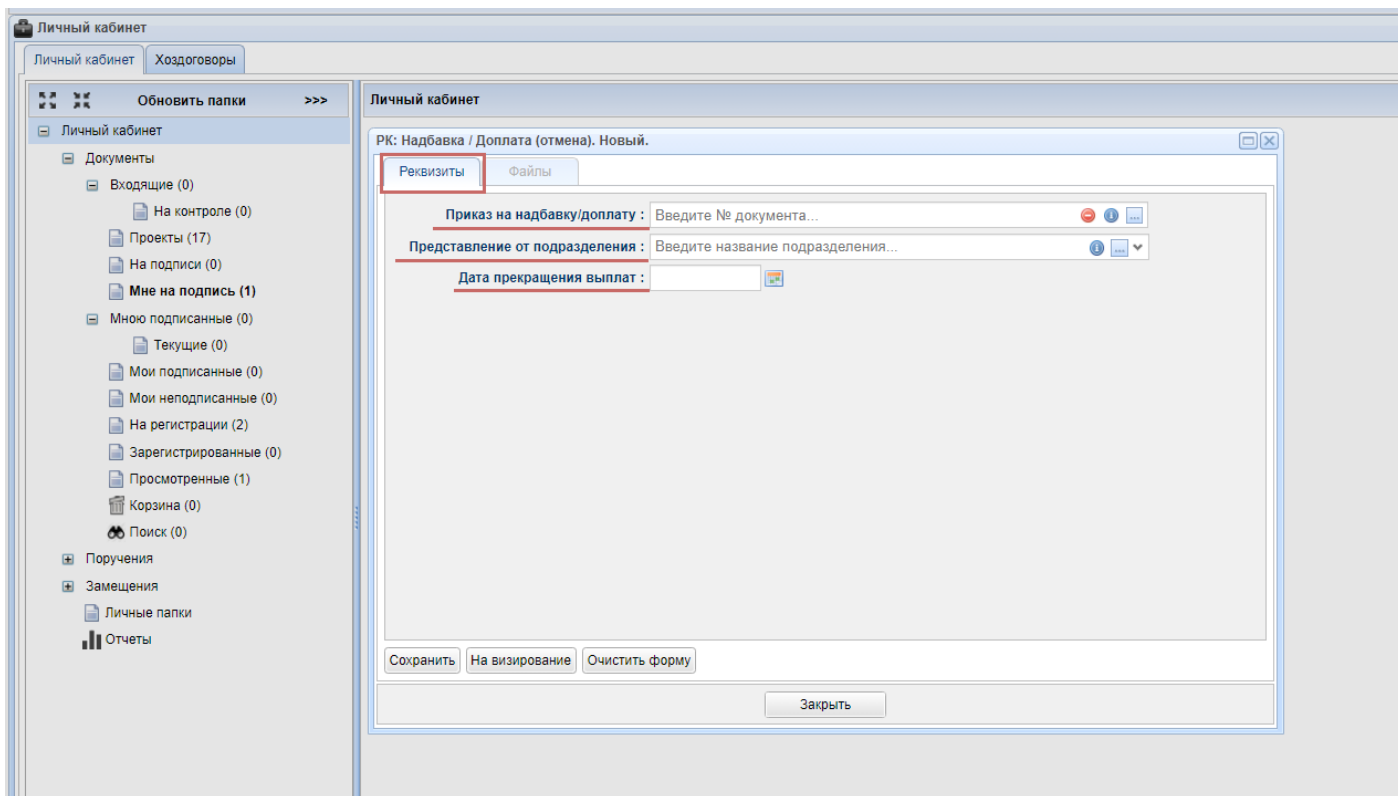 Личный кабинет
Личный кабинет
Хоздоговоры
Обновить папки >>>
Личный кабинет
Документы
Входящие (0)
На контроле (0)
Проекты (17)
На подписи (0)
Мне на подпись (1)
Мною подписанные (0)
Текущие (0)
Мои подписанные (0)
Мои неподписанные (0)
На регистрации (2)
Зарегистрированные (0)
Просмотренные (1)
Корзина (0)
Поиск (0)
Поручения
Замещения
Личные папки
Отчеты
Личный кабинет
РК: Надбавка / Доплата (отмена). Новый.
Реквизиты
Файлы
Приказ на надбавку/доплату : Введите № документа...
Представление от подразделения : Введите название подразделения...
Дата прекращения выплат :
Сохранить На визирование Очистить форму
Закрыть